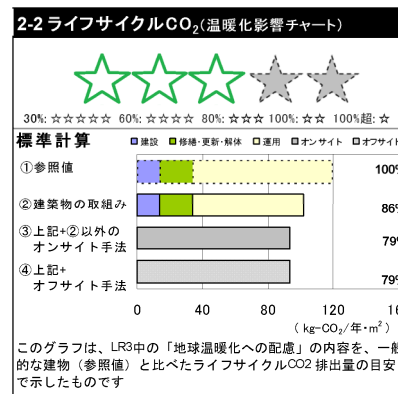 2-2 ライフサイクルCO₂(温暖化影響チャート)
30%: ☆☆☆☆☆ 60%: ☆☆☆☆ 80%: ☆☆☆ 100%: ☆☆ 100%超: ☆
標準計算
建設 修繕・更新・解体 運用 オンサイト オフサイト
①参照値 100%
②建築物の取組み 86%
③上記+②以外の 79%
オンサイト手法
④上記+ 79%
オフサイト手法
0 40 80 120
( kg-CO₂/年・m² )
このグラフは、LR3中の「地球温暖化への配慮」の内容を、一般
的な建物(参照値)と比べたライフサイクルCO2 排出量の目安
で示したものです